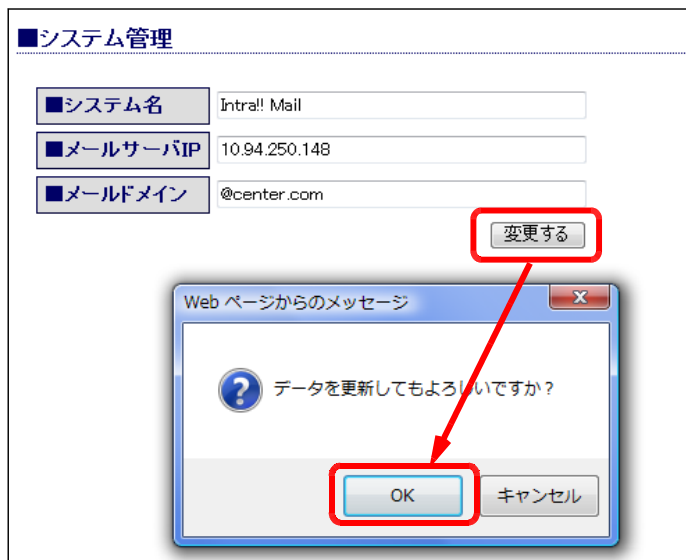 ■システム管理
■システム名 Intra!! Mail
■メールサーバIP 10.94.250.148
■メールドメイン @center.com
変更する
Web ページからのメッセージ
データを更新してもよろしいですか？
OK キャンセル